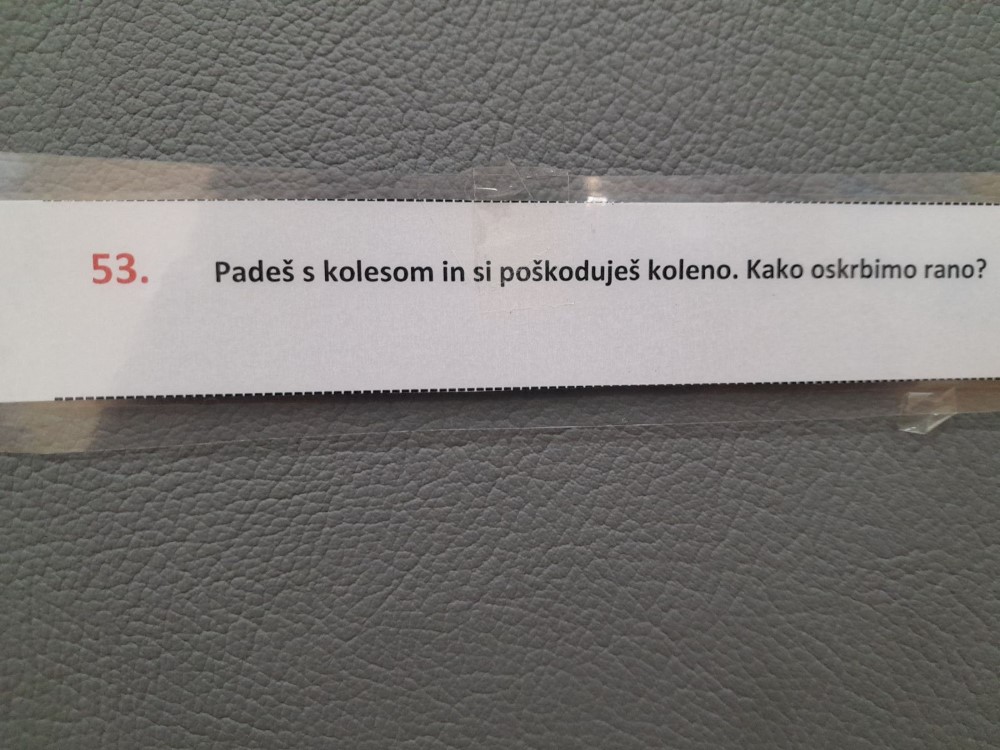 53. Padeš s kolesom in si poškoduješ koleno. Kako oskrbimo rano?